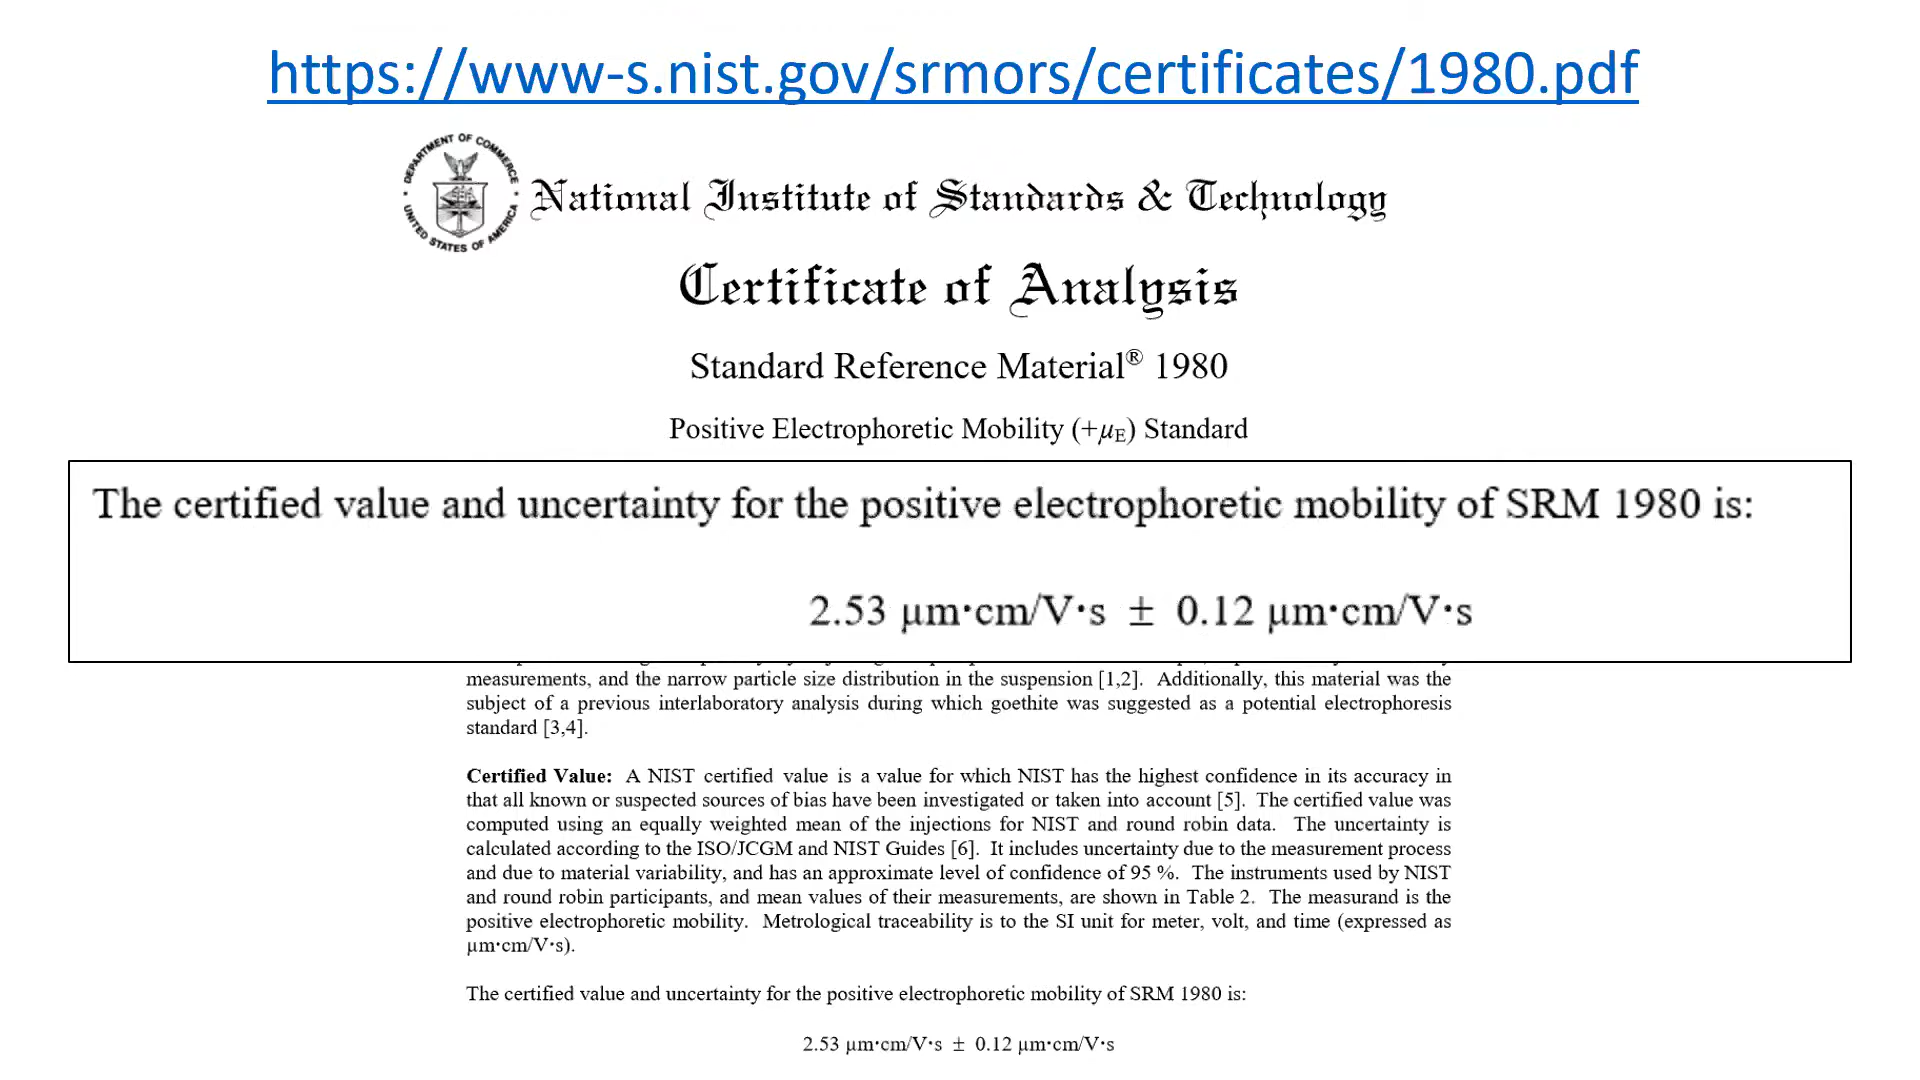 https://www-s.nist.gov/srmors/certificates/1980.pdf
DEPARTMENT OF COMMERCE
UNITED STATES OF AMERICA
National Institute of Standards & Technology
Certificate of Analysis
Standard Reference Material® 1980
Positive Electrophoretic Mobility (+μE) Standard
The certified value and uncertainty for the positive electrophoretic mobility of SRM 1980 is:
2.53 μm·cm/V·s ± 0.12 μm·cm/V·s
measurements, and the narrow particle size distribution in the suspension [1,2]. Additionally, this material was the
subject of a previous interlaboratory analysis during which goethite was suggested as a potential electrophoresis
standard [3,4].
Certified Value: A NIST certified value is a value for which NIST has the highest confidence in its accuracy in
that all known or suspected sources of bias have been investigated or taken into account [5]. The certified value was
computed using an equally weighted mean of the injections for NIST and round robin data. The uncertainty is
calculated according to the ISO/JCGM and NIST Guides [6]. It includes uncertainty due to the measurement process
and due to material variability, and has an approximate level of confidence of 95 %. The instruments used by NIST
and round robin participants, and mean values of their measurements, are shown in Table 2. The measurand is the
positive electrophoretic mobility. Metrological traceability is to the SI unit for meter, volt, and time (expressed as
μm·cm/V·s).
The certified value and uncertainty for the positive electrophoretic mobility of SRM 1980 is:
2.53 μm·cm/V·s ± 0.12 μm·cm/V·s